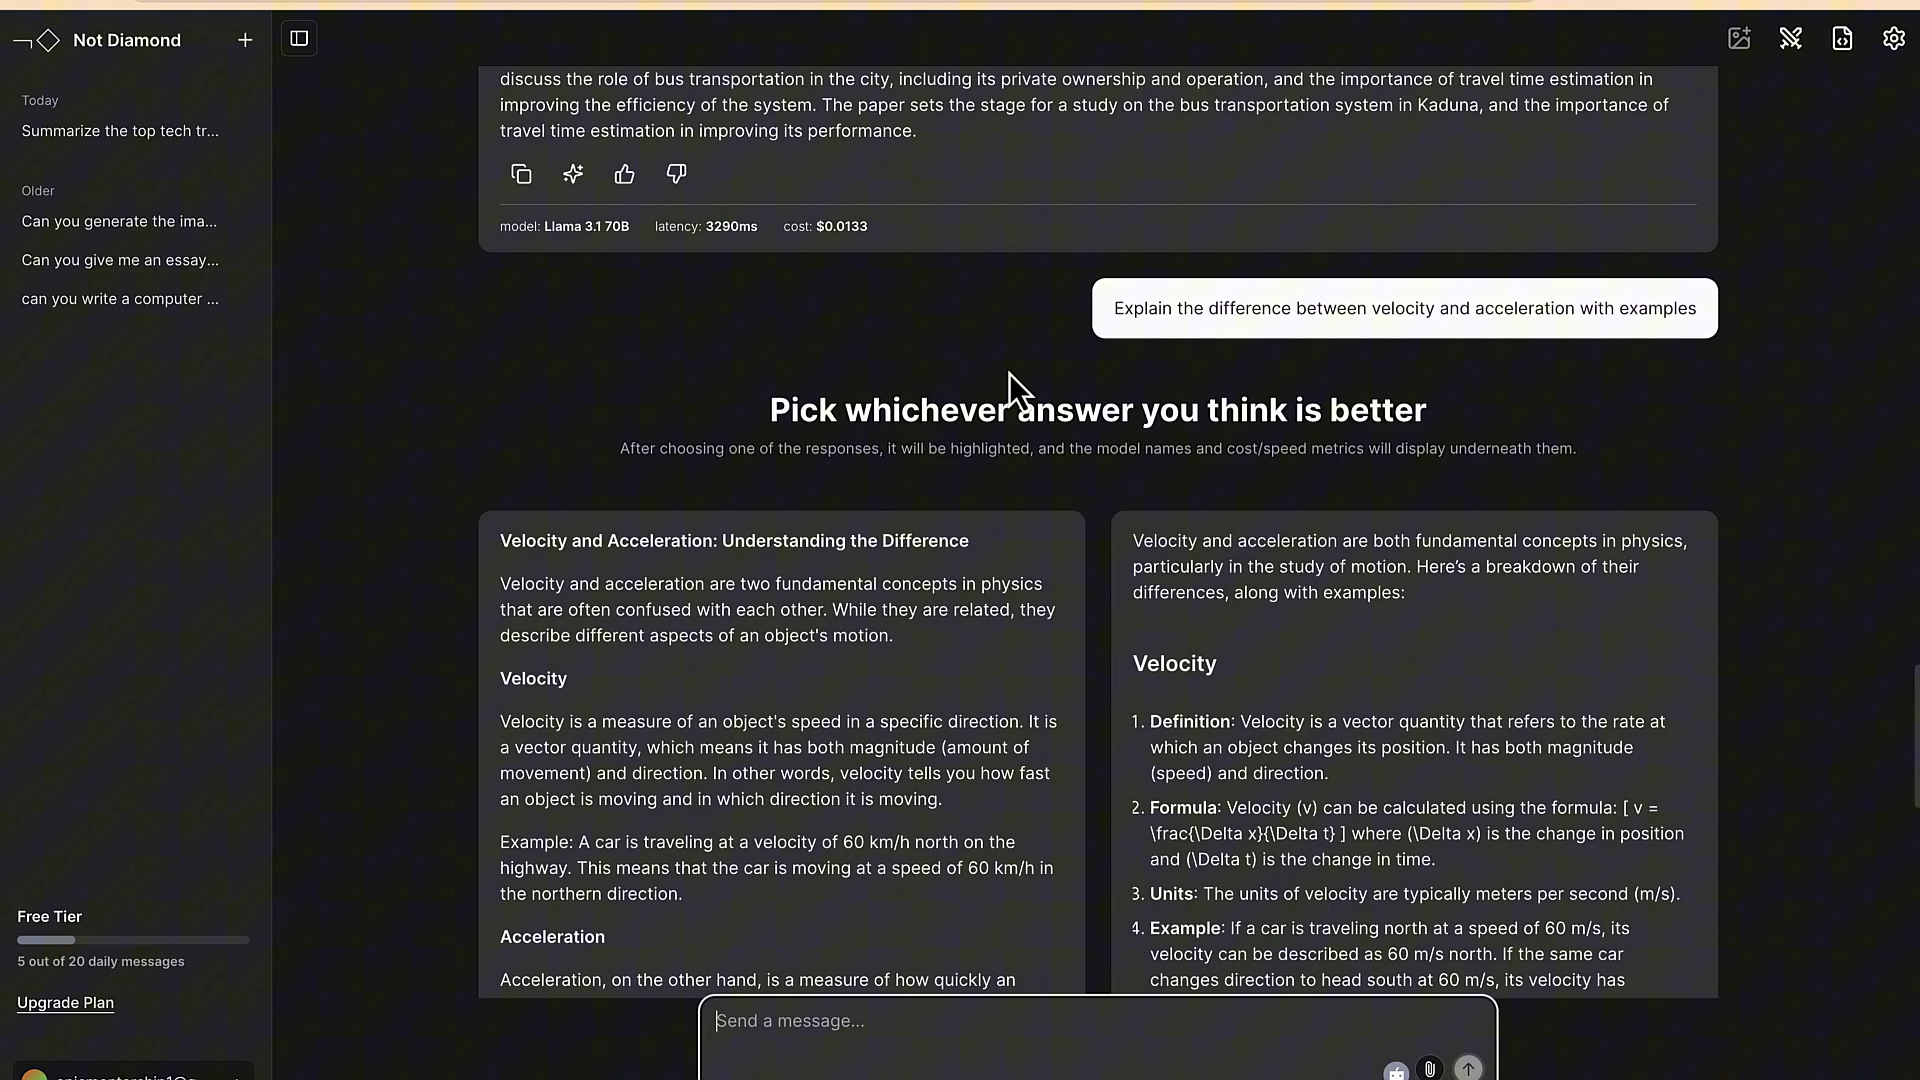 Not Diamond
Today
Summarize the top tech tr...
Older
Can you generate the ima...
Can you give me an essay...
can you write a computer ...
Free Tier
5 out of 20 daily messages
Upgrade Plan
discuss the role of bus transportation in the city, including its private ownership and operation, and the importance of travel time estimation in
improving the efficiency of the system. The paper sets the stage for a study on the bus transportation system in Kaduna, and the importance of
travel time estimation in improving its performance.
model: Llama 3.1 70B latency: 3290ms cost: $0.0133
Explain the difference between velocity and acceleration with examples
Pick whichever answer you think is better
After choosing one of the responses, it will be highlighted, and the model names and cost/speed metrics will display underneath them.
Velocity and Acceleration: Understanding the Difference
Velocity and acceleration are two fundamental concepts in physics
that are often confused with each other. While they are related, they
describe different aspects of an object's motion.
Velocity
Velocity is a measure of an object's speed in a specific direction. It is
a vector quantity, which means it has both magnitude (amount of
movement) and direction. In other words, velocity tells you how fast
an object is moving and in which direction it is moving.
Example: A car is traveling at a velocity of 60 km/h north on the
highway. This means that the car is moving at a speed of 60 km/h in
the northern direction.
Acceleration
Acceleration, on the other hand, is a measure of how quickly an
Velocity and acceleration are both fundamental concepts in physics,
particularly in the study of motion. Here's a breakdown of their
differences, along with examples:
Velocity
1. Definition: Velocity is a vector quantity that refers to the rate at
which an object changes its position. It has both magnitude
(speed) and direction.
2. Formula: Velocity (v) can be calculated using the formula: [ v =
\frac{\Delta x}{\Delta t} ] where (\Delta x) is the change in position
and (\Delta t) is the change in time.
3. Units: The units of velocity are typically meters per second (m/s).
4. Example: If a car is traveling north at a speed of 60 m/s, its
velocity can be described as 60 m/s north. If the same car
changes direction to head south at 60 m/s, its velocity has
Send a message...